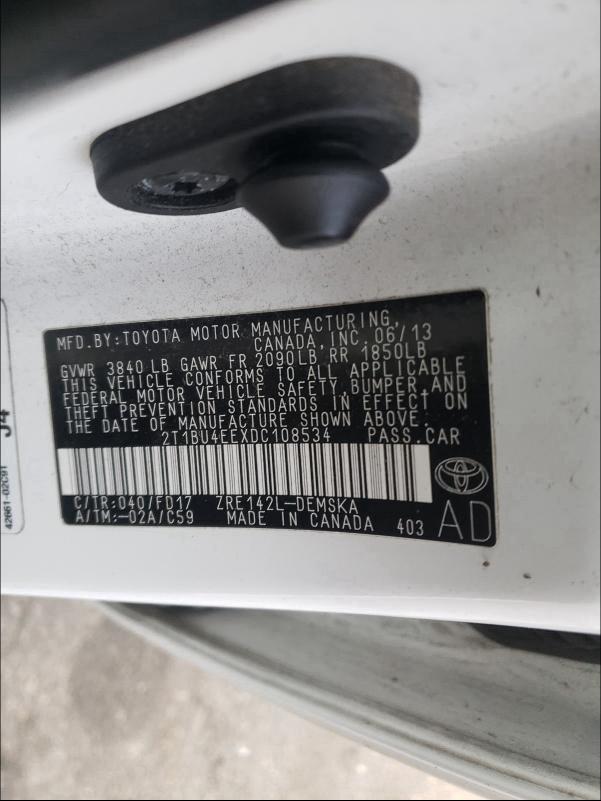 MFD.BY:TOYOTA MOTOR MANUFACTURING,
CANADA, INC. 06/13
GVWR 3840 LB GAWR FR 2090LB RR 1850LB
THIS VEHICLE CONFORMS TO ALL APPLICABLE
FEDERAL MOTOR VEHICLE SAFETY, BUMPER, AND
THEFT PREVENTION STANDARDS IN EFFECT ON
THE DATE OF MANUFACTURE SHOWN ABOVE.
2T1BU4EEXDC108534 PASS.CAR
C/TR:040/FD17 ZRE142L-DEMSKA
A/TM:-02A/C59 MADE IN CANADA 403
AD
42661-02C91
J4